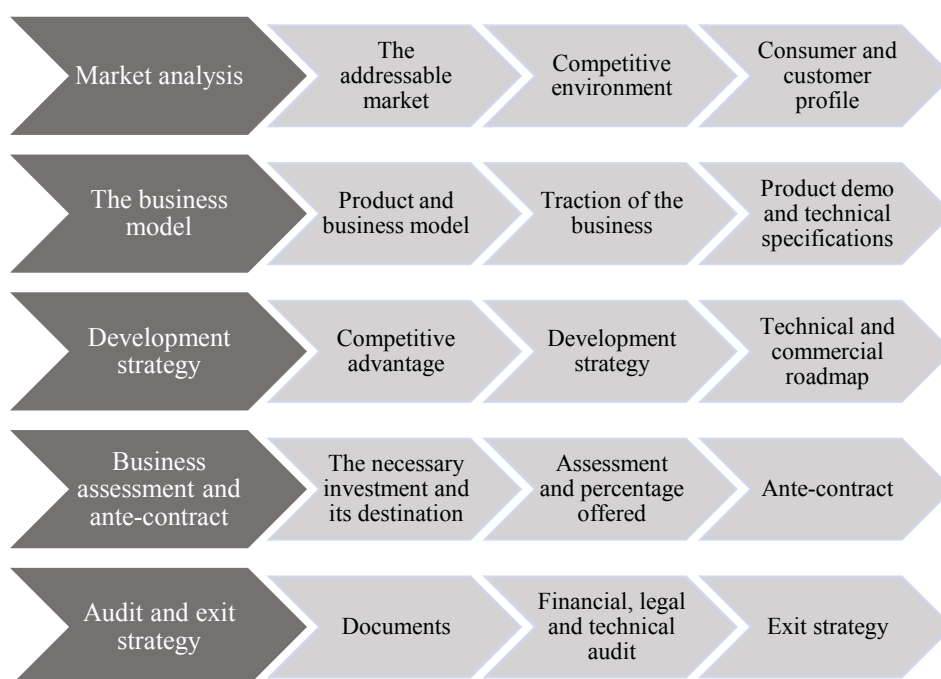 Market analysis
The
addressable
market
Competitive
environment
Consumer and
customer
profile
The business
model
Product and
business model
Traction of the
business
Product demo
and technical
specifications
Development
strategy
Competitive
advantage
Development
strategy
Technical and
commercial
roadmap
Business
assessment and
ante-contract
The necessary
investment and
its destination
Assessment
and percentage
offered
Ante-contract
Audit and exit
strategy
Documents
Financial, legal
and technical
audit
Exit strategy